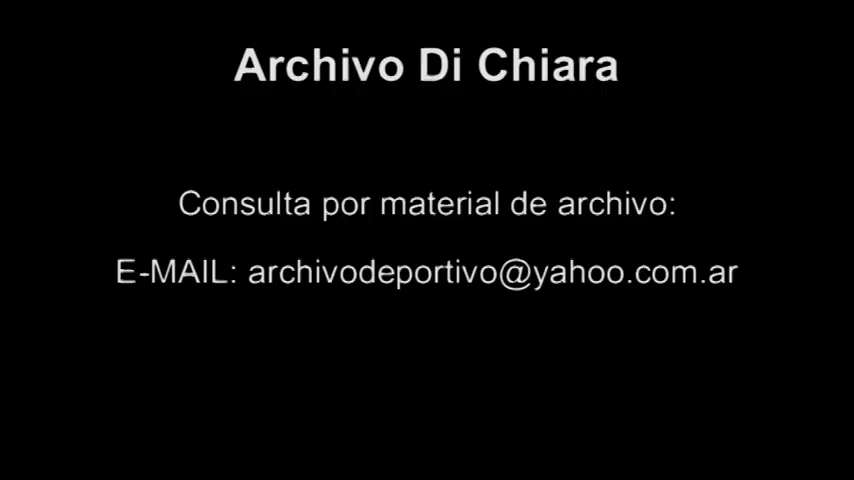 Archivo Di Chiara
Consulta por material de archivo:
E-MAIL: archivodeportivo@yahoo.com.ar